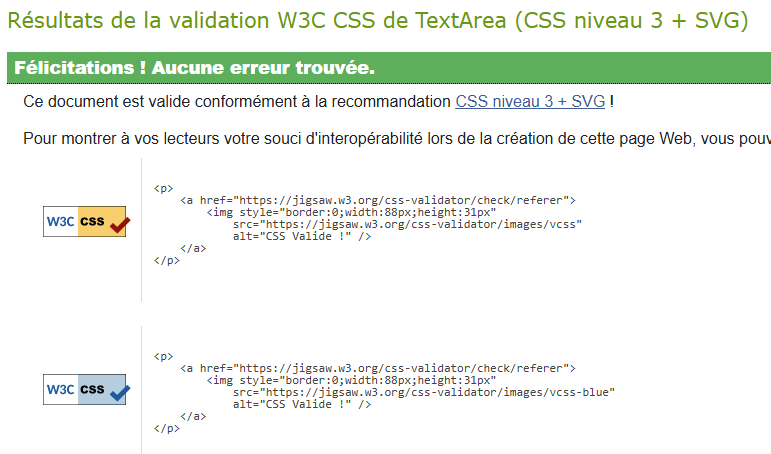 Résultats de la validation W3C CSS de TextArea (CSS niveau 3 + SVG)
Félicitations ! Aucune erreur trouvée.
Ce document est valide conformément à la recommandation CSS niveau 3 + SVG !
Pour montrer à vos lecteurs votre souci d'interopérabilité lors de la création de cette page Web, vous pouv
W3C css
<p>
<a href="https://jigsaw.w3.org/css-validator/check/referer">
<img style="border:0;width:88px;height:31px"
src="https://jigsaw.w3.org/css-validator/images/vcss"
alt="CSS Valide !" />
</a>
</p>
W3C css
<p>
<a href="https://jigsaw.w3.org/css-validator/check/referer">
<img style="border:0;width:88px;height:31px"
src="https://jigsaw.w3.org/css-validator/images/vcss-blue"
alt="CSS Valide !" />
</a>
</p>